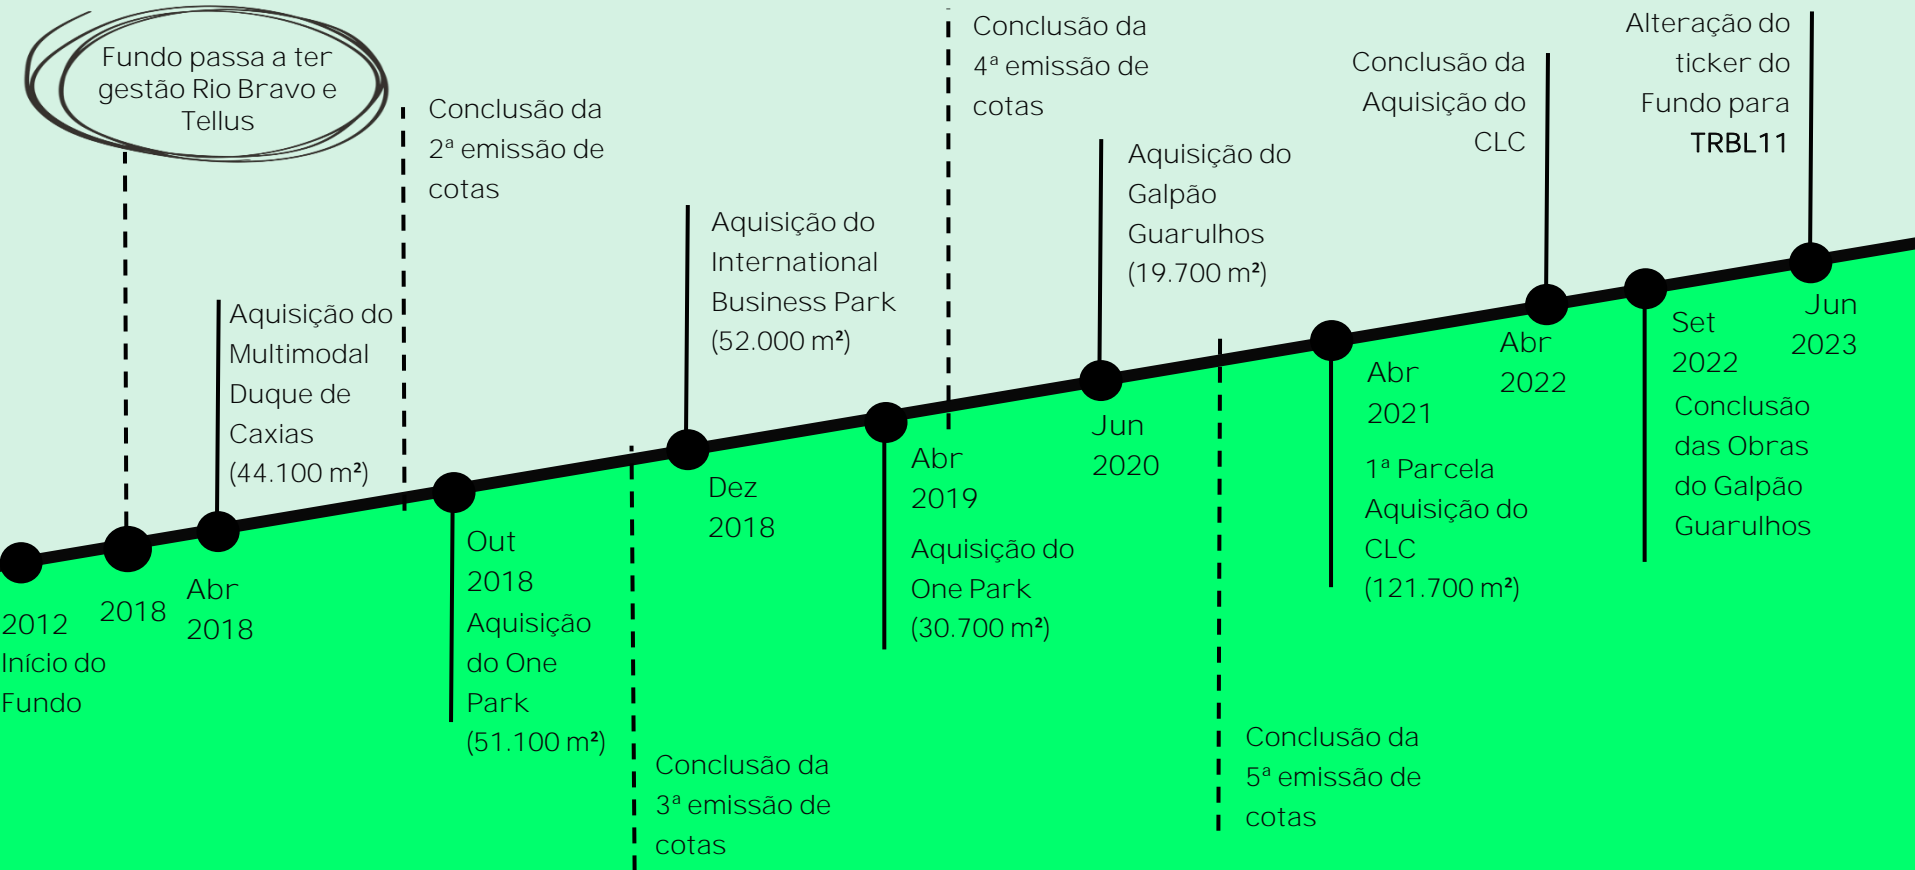 Fundo passa a ter
gestão Rio Bravo e
Tellus
2012
Início do
Fundo
2018
Aquisição do
Multimodal
Duque de
Caxias
(44.100 m²)
Abr
2018
Conclusão da
2ª emissão de
cotas
Out
2018
Aquisição
do One
Park
(51.100 m²)
Conclusão da
3ª emissão de
cotas
Aquisição do
International
Business Park
(52.000 m²)
Dez
2018
Abr
2019
Aquisição do
One Park
(30.700 m²)
Conclusão da
4ª emissão de
cotas
Aquisição do
Galpão
Guarulhos
(19.700 m²)
Jun
2020
Conclusão da
5ª emissão de
cotas
Abr
2021
1ª Parcela
Aquisição do
CLC
(121.700 m²)
Conclusão da
Aquisição do
CLC
Abr
2022
Set
2022
Conclusão
das Obras
do Galpão
Guarulhos
Alteração do
ticker do
Fundo para
TRBL11
Jun
2023